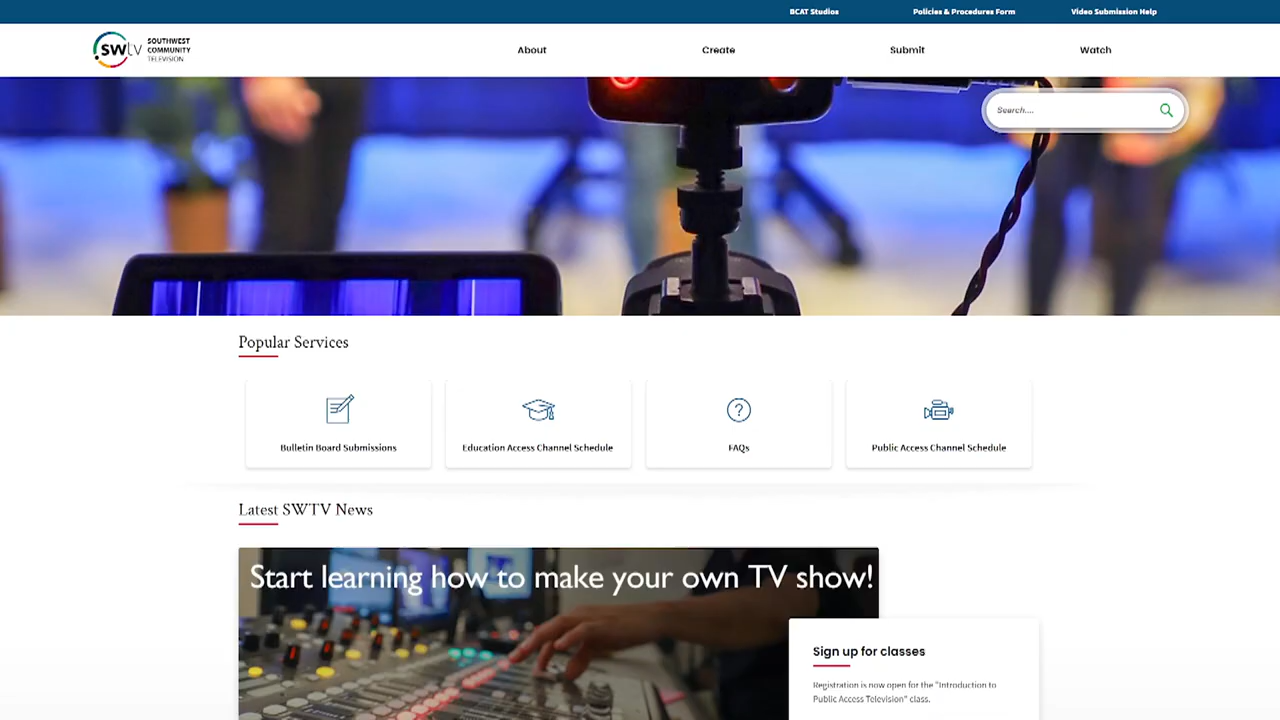 BCAT Studios
Policies & Procedures Form
Video Submission Help
SWTV
SOUTHWEST
COMMUNITY
TELEVISION
About
Create
Submit
Watch
Search....
Popular Services
Bulletin Board Submissions
Education Access Channel Schedule
FAQs
Public Access Channel Schedule
Latest SWTV News
Start learning how to make your own TV show!
Sign up for classes
Registration is now open for the "Introduction to
Public Access Television" class.